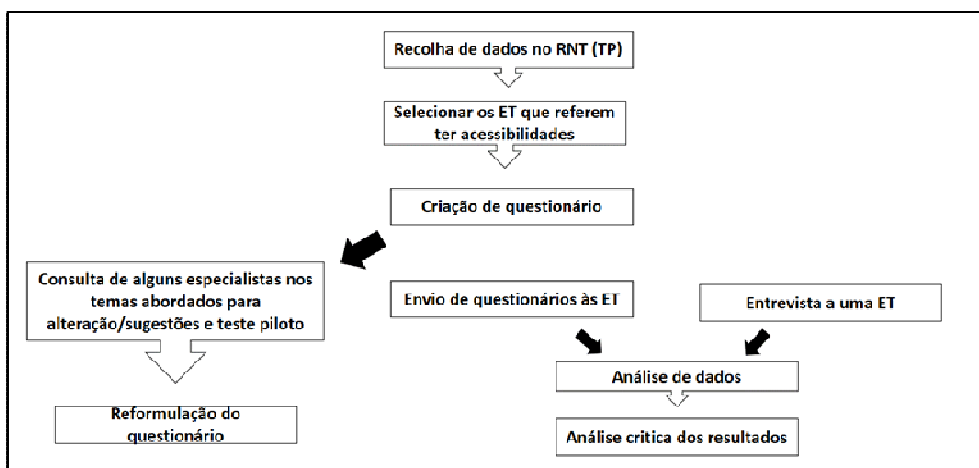 Recolha de dados no RNT (TP)
Selecionar os ET que referem
ter acessibilidades
Criação de questionário
Consulta de alguns especialistas nos
temas abordados para
alteração/sugestões e teste piloto
Envio de questionários às ET
Entrevista a uma ET
Análise de dados
Reformulação do
questionário
Análise critica dos resultados